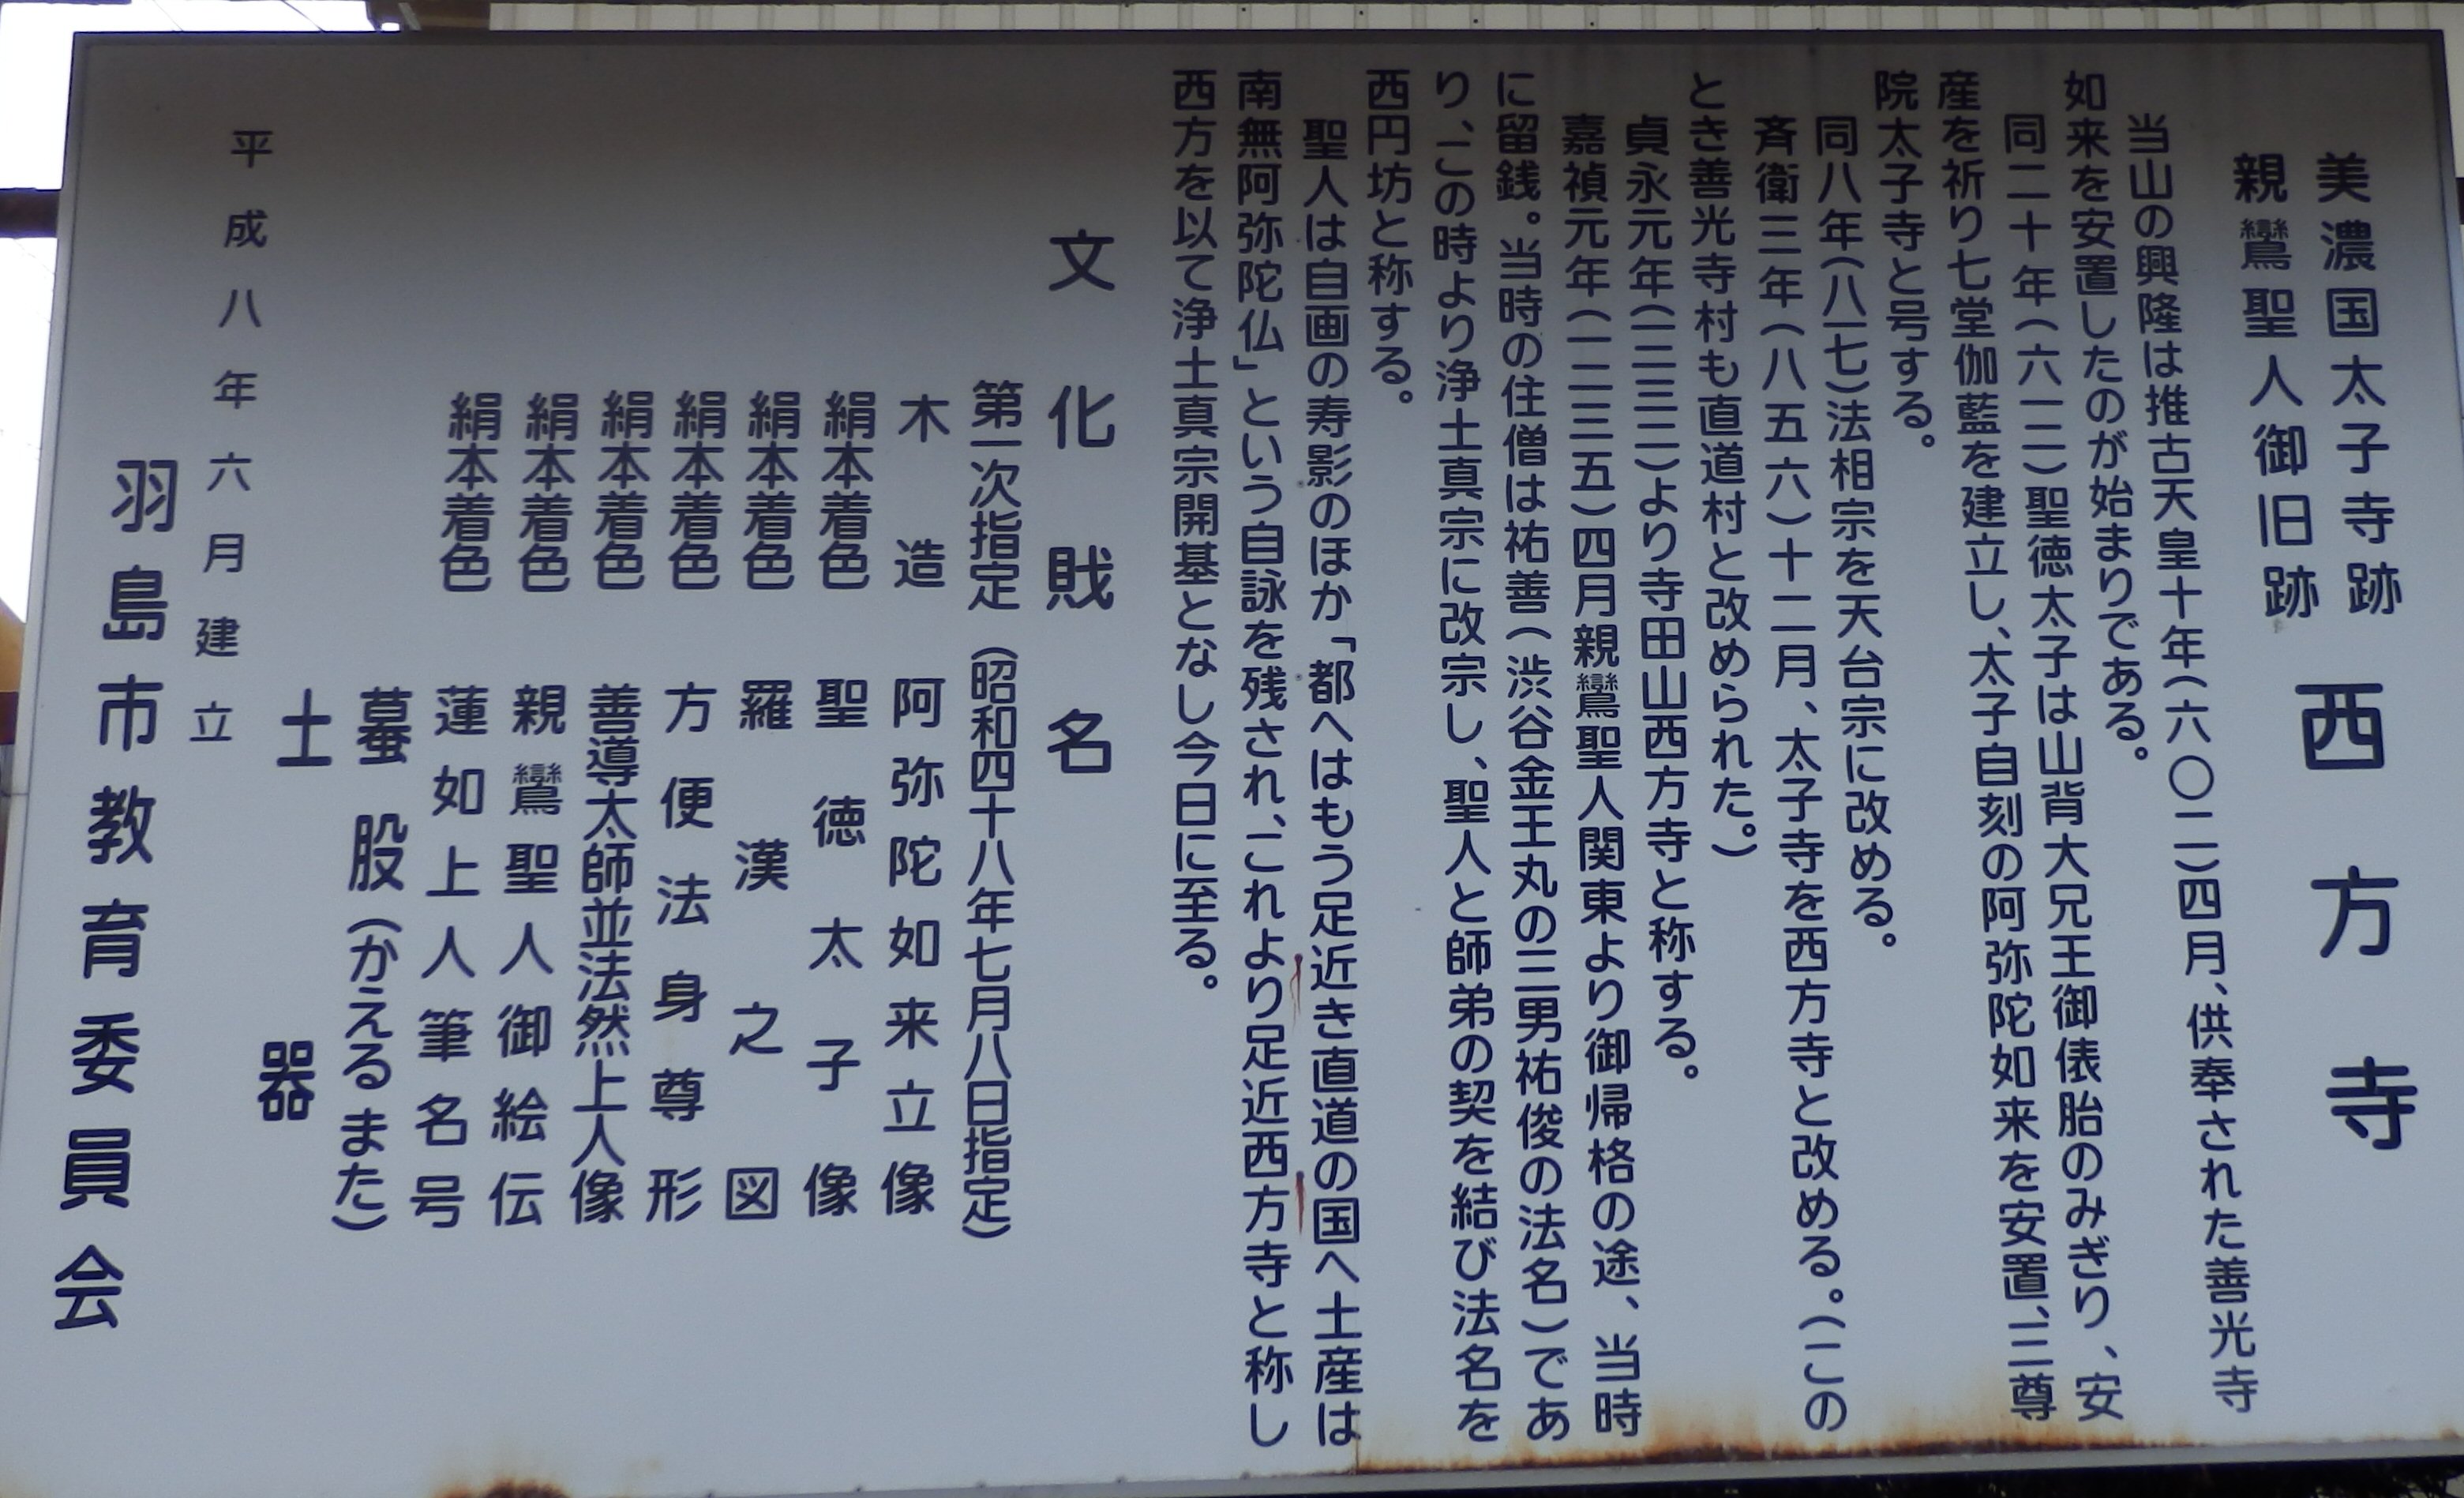 美濃国太子寺跡
親鸞聖人御旧跡
西方寺
当山の興隆は推古天皇十年(六〇二)四月、供奉された善光寺
如来を安置したのが始まりである。
同二十年(六一二)聖徳太子は山背大兄王御俵胎のみぎり、安
産を祈り七堂伽藍を建立し、太子自刻の阿弥陀如来を安置、三尊
院太子寺と号する。
同八年(八一七)法相宗を天台宗に改める。
斉衡三年(八五六)十二月、太子寺を西方寺と改める。(この
とき善光寺村も直道村と改められた。)
貞永元年(一二三二)より寺田山西方寺と称する。
嘉禎元年(一二三五)四月親鸞聖人関東より御帰格の途、当時
に留銭。当時の住僧は祐善(渋谷金王丸の三男祐俊の法名)であ
り、この時より浄土真宗に改宗し、聖人と師弟の契を結び法名を
西円坊と称する。
聖人は自画の寿影のほか「都へはもう足近き直道の国へ土産は
南無阿弥陀仏」という自詠を残され、これより足近西方寺と称し
西方を以て浄土真宗開基となし今日に至る。
文化財名
第一次指定(昭和四十八年七月八日指定)
木造 阿弥陀如来立像
絹本着色 聖徳太子像
絹本着色 羅漢之図
絹本着色 方便法身尊形
絹本着色 善導大師並法然上人像
絹本着色 親鸞聖人御絵伝
絹本着色 蓮如上人筆名号
蟇股(かえるまた)
土器
平成八年六月建立
羽島市教育委員会